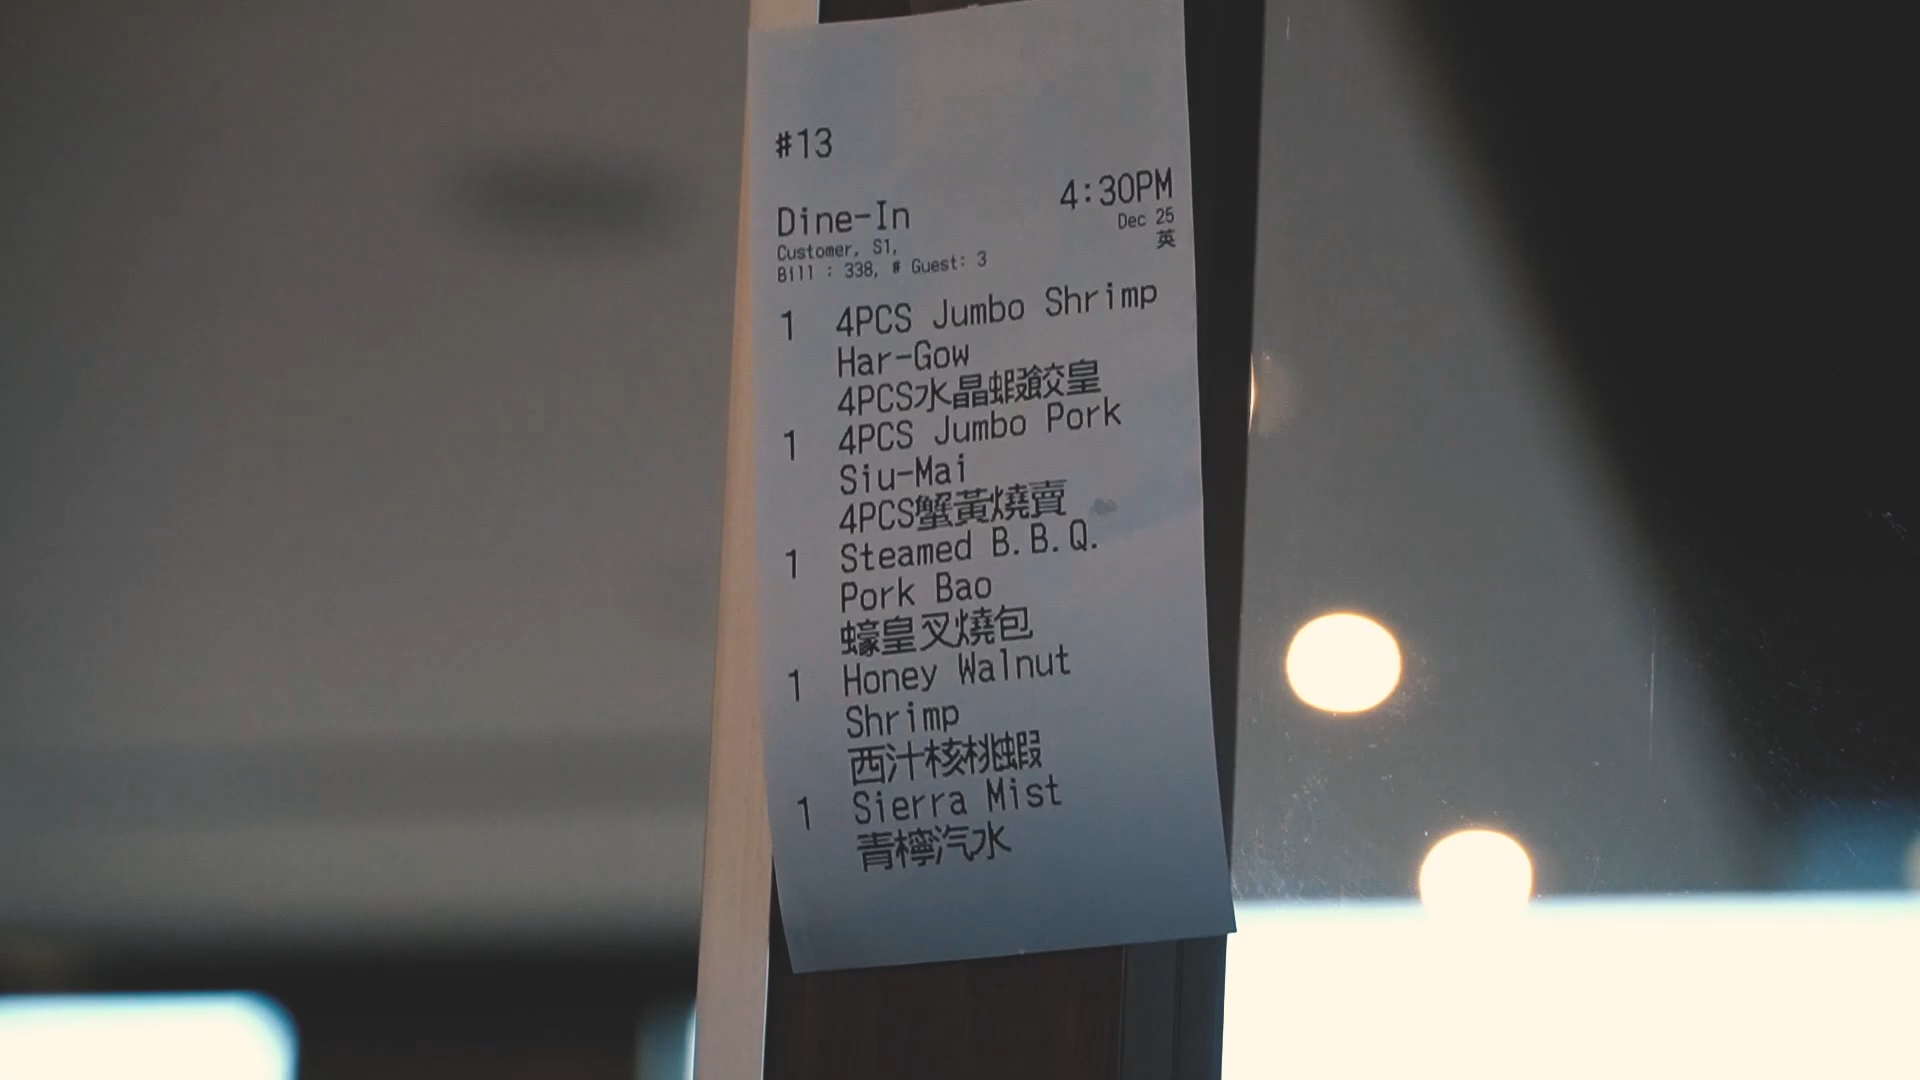 #13
4:30PM
Dine-In
Dec 25
Customer, S1,
英
Bill : 338, # Guest: 3
1 4PCS Jumbo Shrimp
Har-Gow
4PCS水晶蝦餃皇
1 4PCS Jumbo Pork
Siu-Mai
4PCS蟹黃燒賣
1 Steamed B.B.Q.
Pork Bao
蠔皇叉燒包
1 Honey Walnut
Shrimp
西汁核桃蝦
1 Sierra Mist
青檸汽水